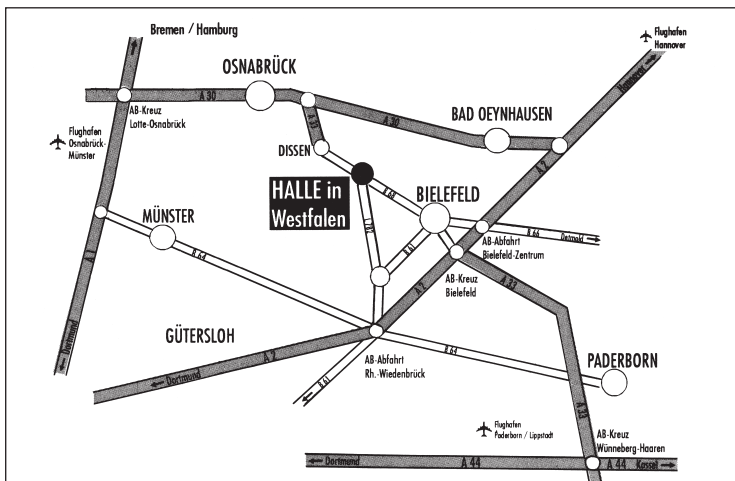 Bremen / Hamburg
Flughafen
Hannover
Hannover
OSNABRÜCK
A 30
AB-Kreuz
Lotte-Osnabrück
A 33
A 30
BAD OEYNHAUSEN
Flughafen
Osnabrück-
Münster
DISSEN
A 2
HALLE in
Westfalen
B 68
BIELEFELD
MÜNSTER
L 782
B 66
Detmold
AB-Abfahrt
Bielefeld-Zentrum
B 61
B 64
A 1
A 2
AB-Kreuz
Bielefeld
A 33
GÜTERSLOH
Dortmund
A 2
AB-Abfahrt
Rh.-Wiedenbrück
B 64
PADERBORN
Dortmund
B 61
A 33
Flughafen
Paderborn / Lippstadt
AB-Kreuz
Wünneberg-Haaren
Dortmund
A 44
A 44
Kassel